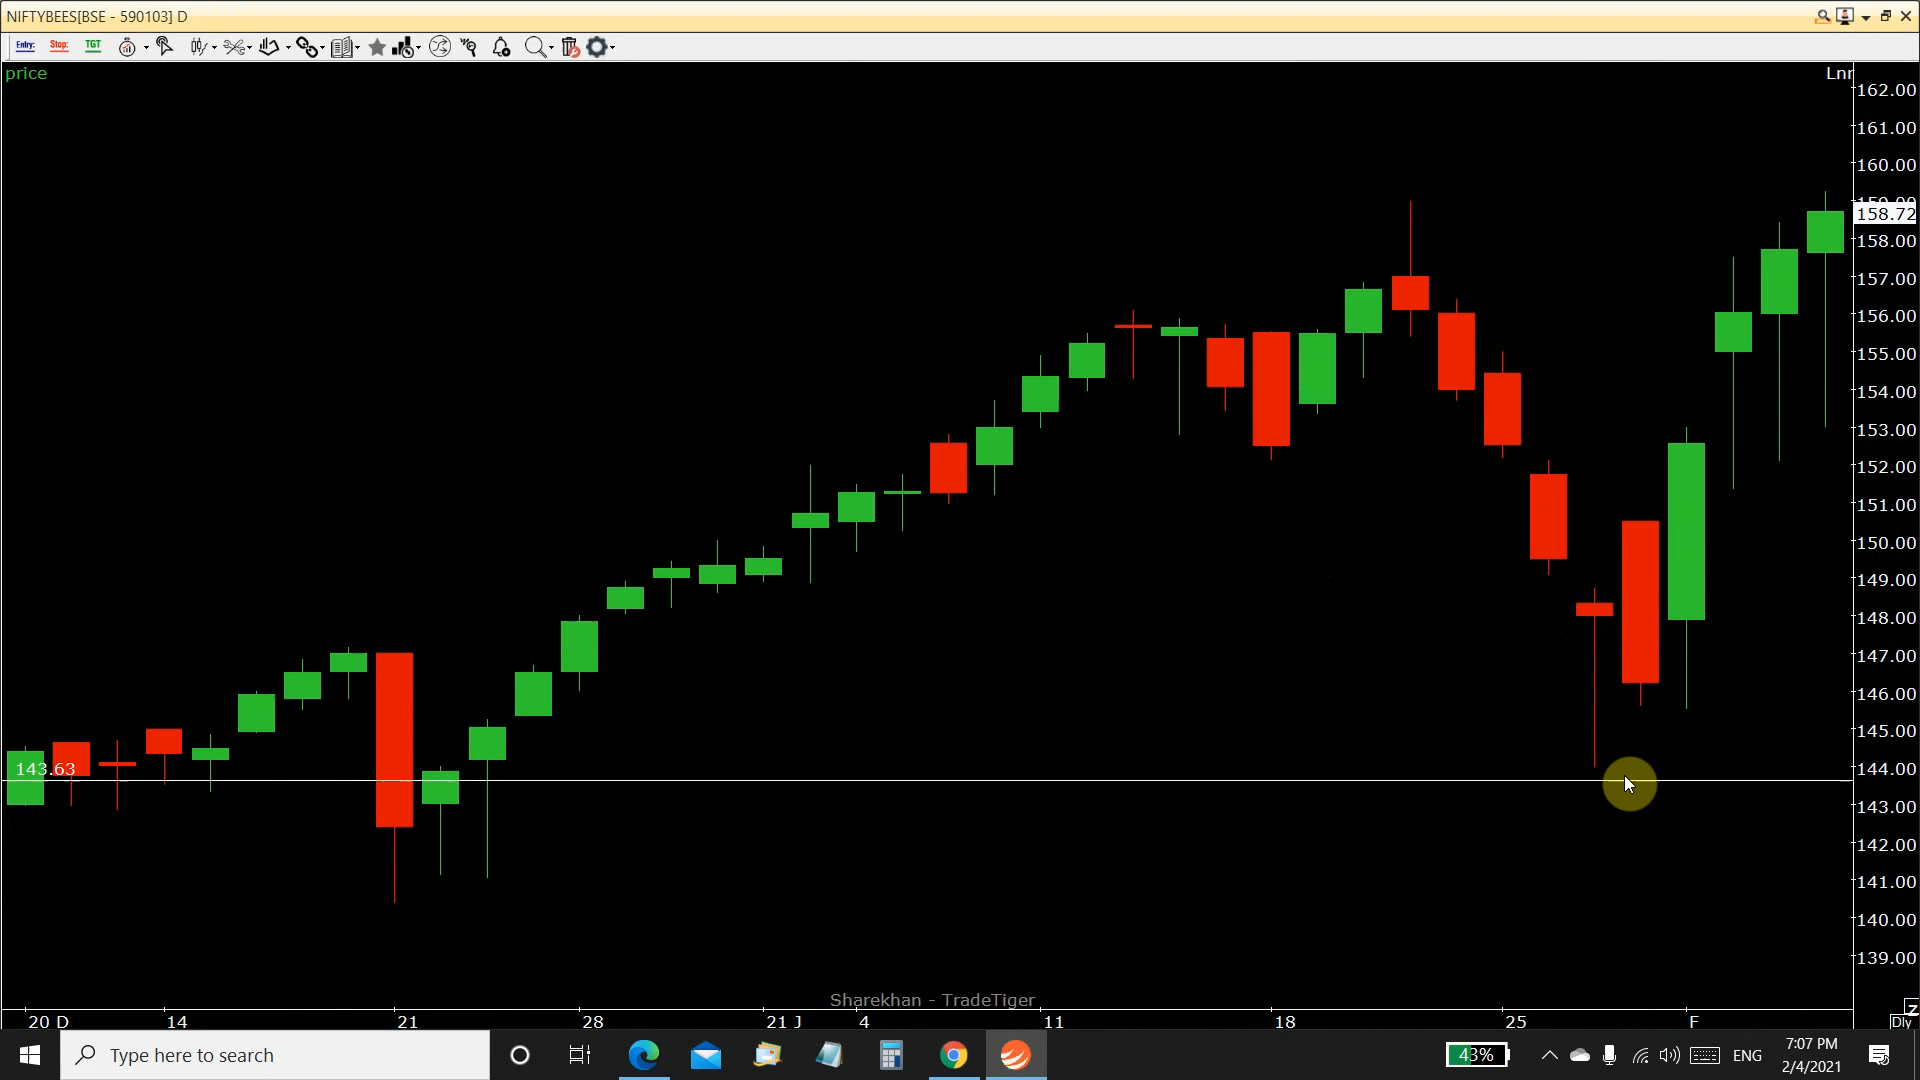 NIFTYBEES[BSE - 590103] D
Entry: Stop: TGT
price
Lnr
162.00
161.00
160.00
158.72
158.00
157.00
156.00
155.00
154.00
153.00
152.00
151.00
150.00
149.00
148.00
147.00
146.00
145.00
143.63
144.00
143.00
142.00
141.00
140.00
139.00
Sharekhan - TradeTiger
Z
20 D 14 21 28 21 J 4 11 18 25 F Dly
Type here to search
43%
ENG
7:07 PM
2/4/2021